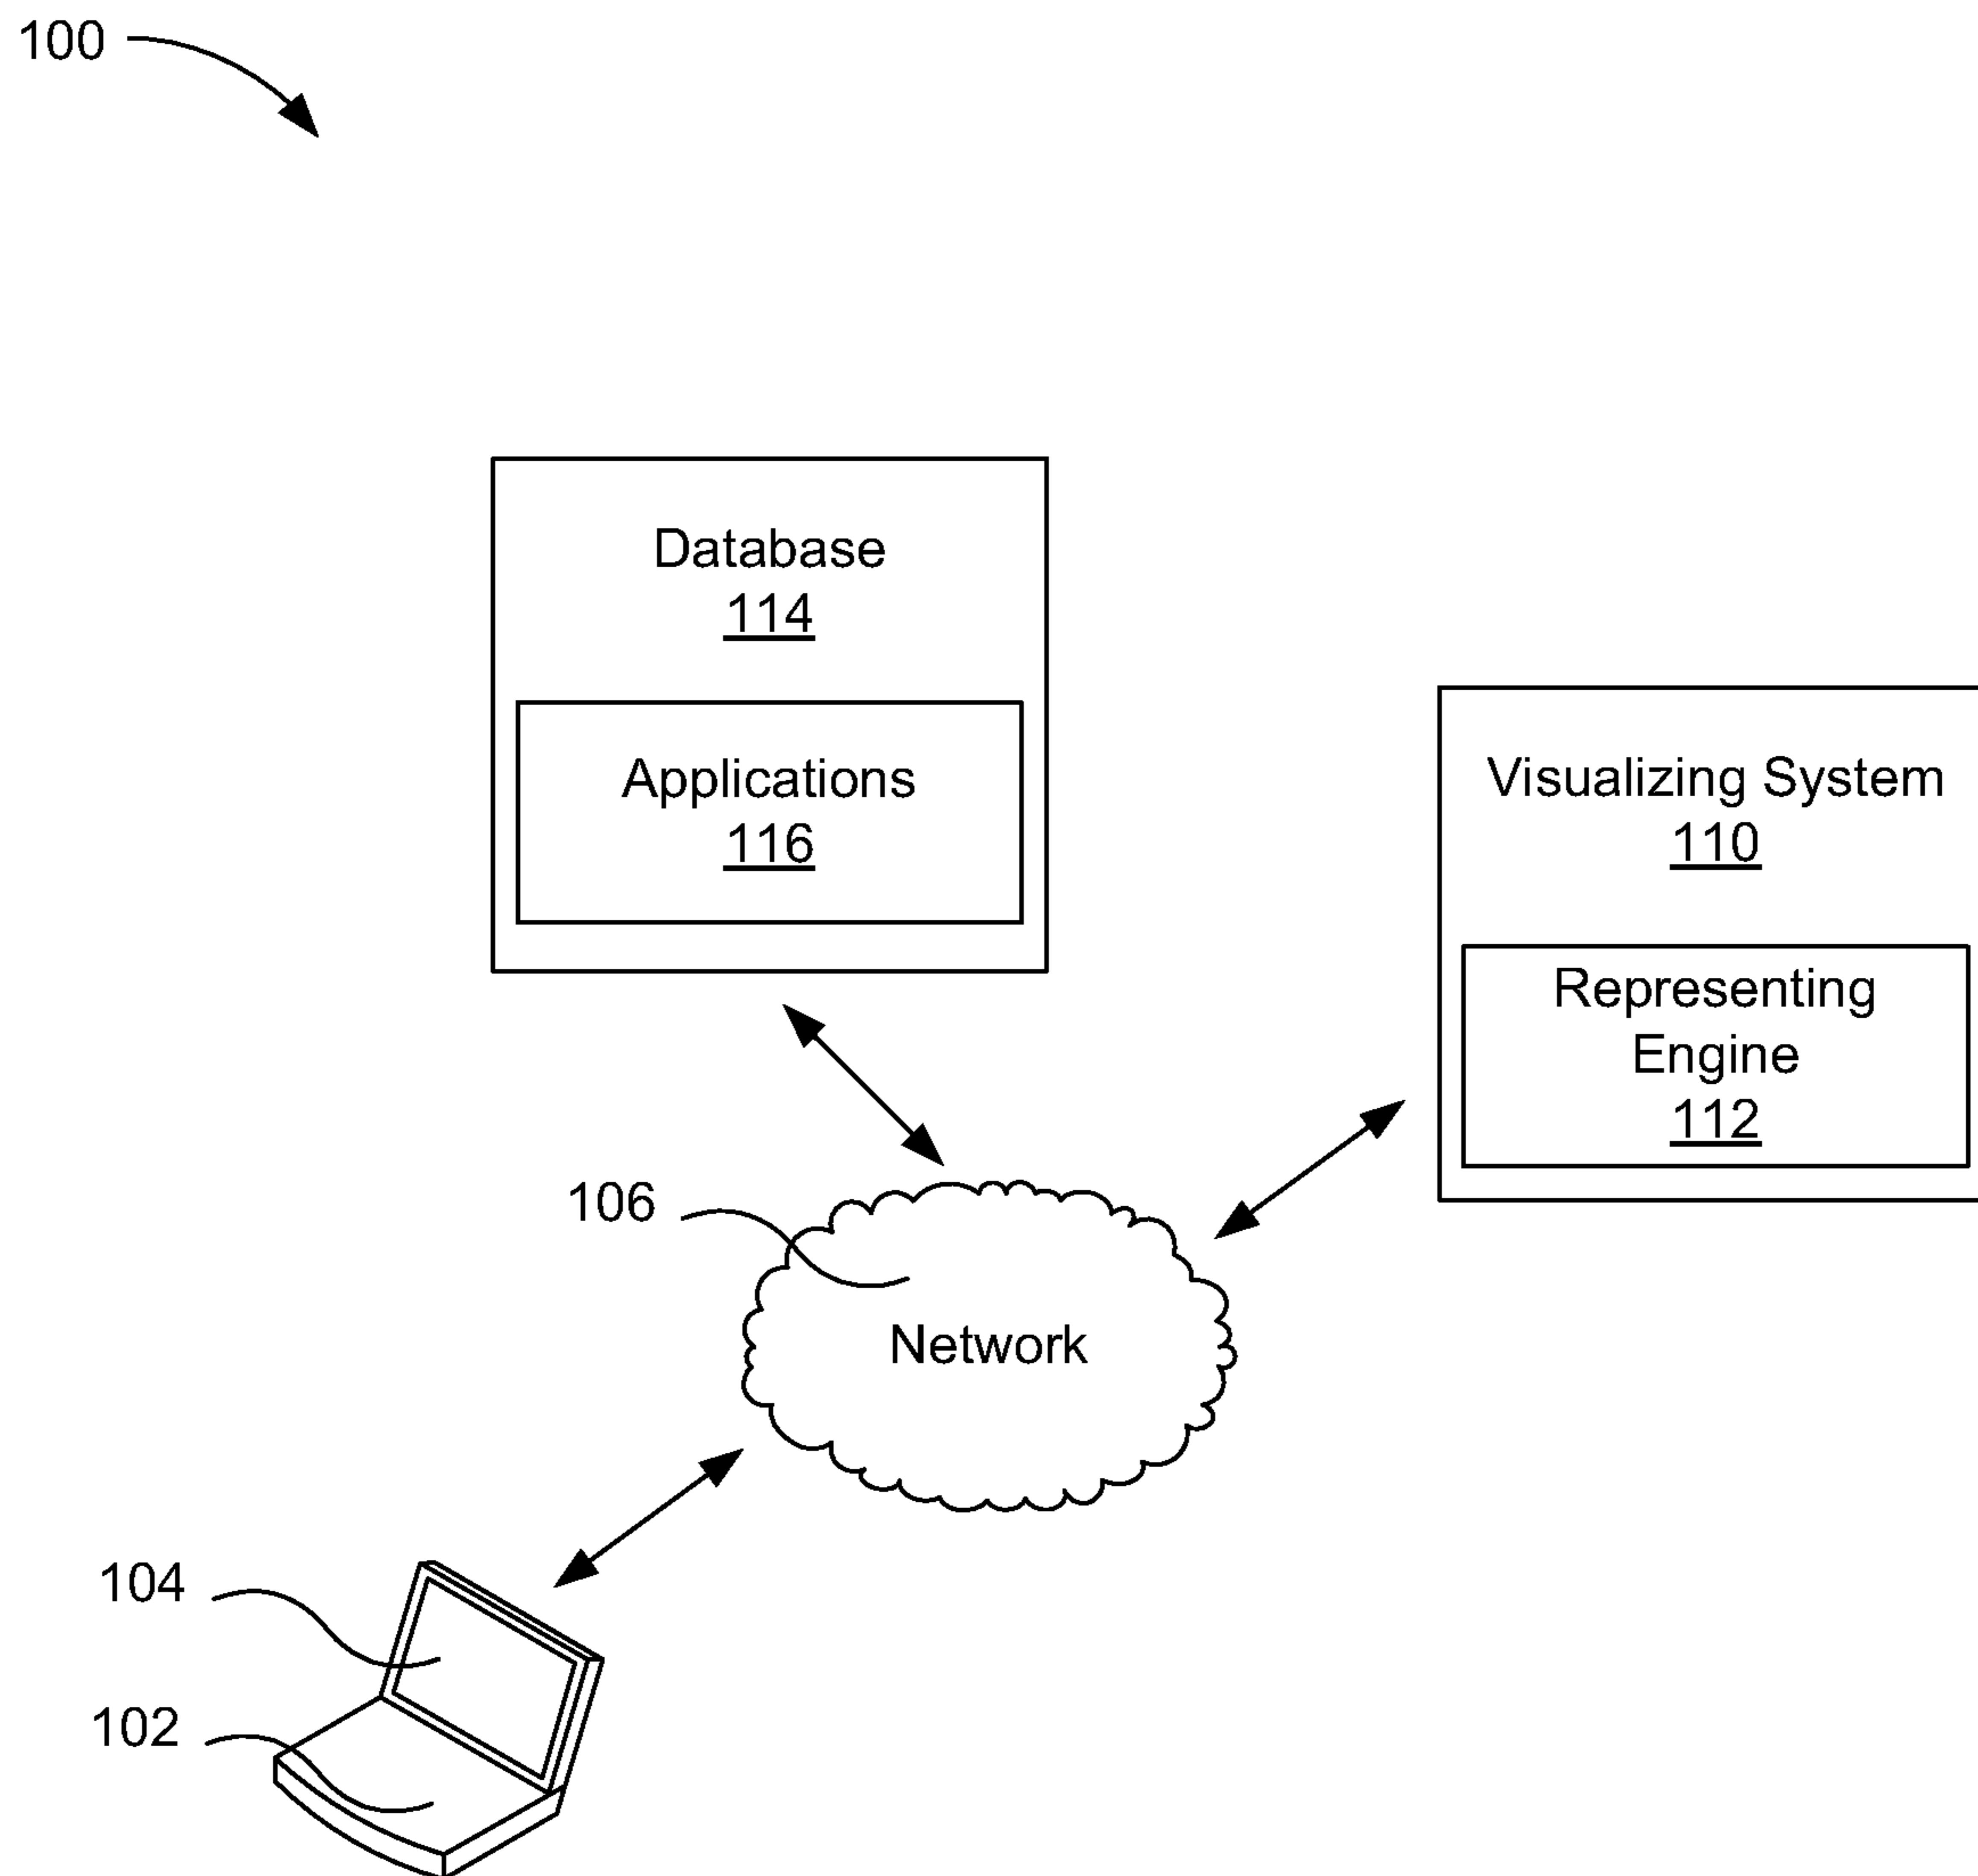 100
Database
114
Applications
116
Visualizing System
110
Representing
Engine
112
106
Network
104
102